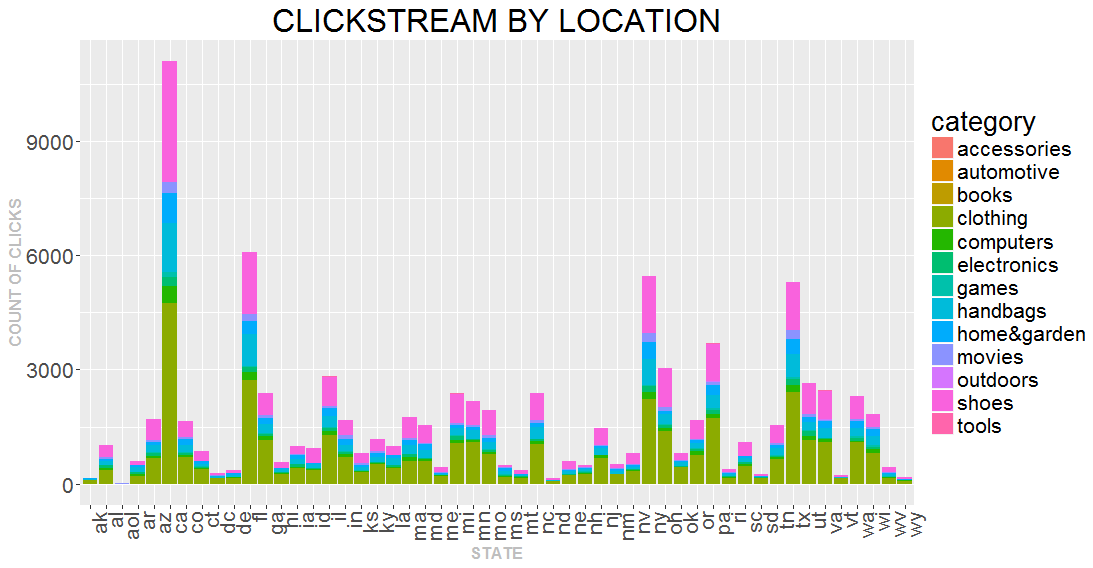 CLICKSTREAM BY LOCATION
COUNT OF CLICKS
9000
6000
3000
0
ak al aol ar az ca co ct dc de fl ga hi ia id il in ks ky la ma md me mi mn mo ms mt nc nd ne nh nj nm nv ny oh ok or pa ri sc sd tn tx ut va vt wa wi wv wy
STATE
category
accessories
automotive
books
clothing
computers
electronics
games
handbags
home&garden
movies
outdoors
shoes
tools